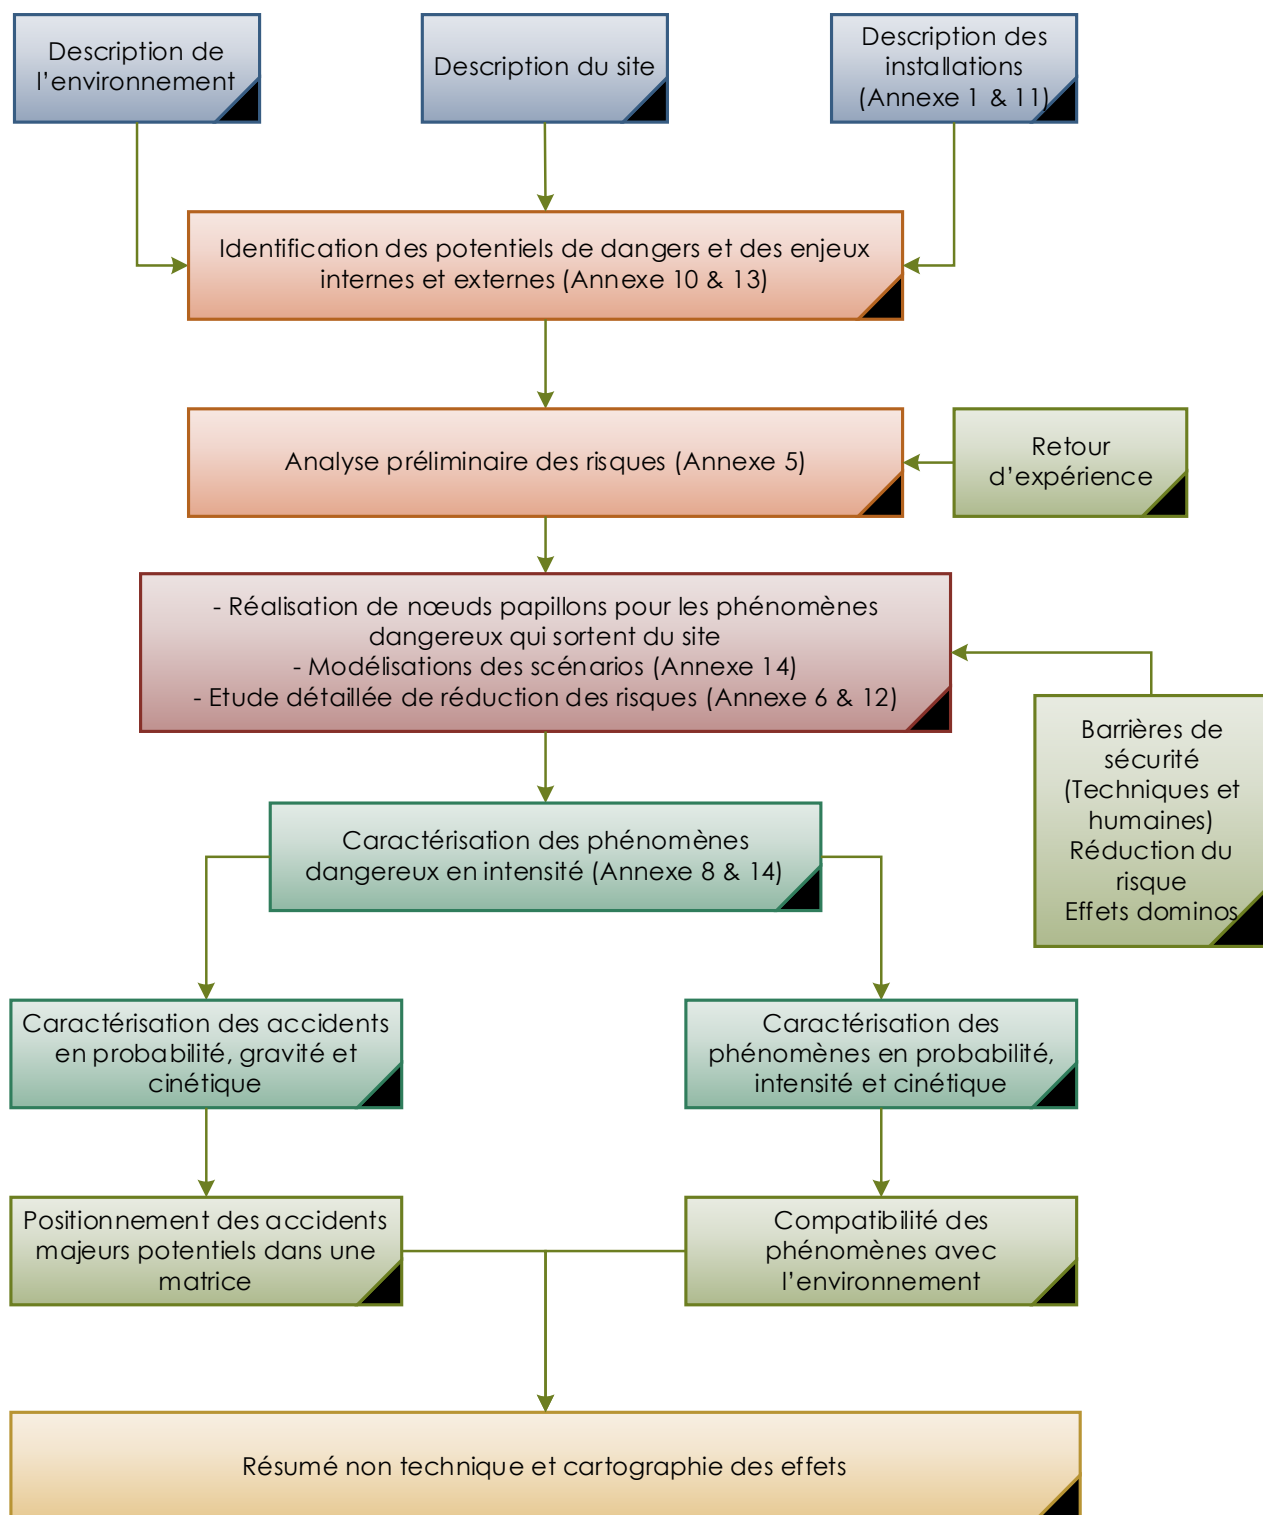 Description de
l’environnement
Description du site
Description des
installations
(Annexe 1 & 11)
Identification des potentiels de dangers et des enjeux
internes et externes (Annexe 10 & 13)
Analyse préliminaire des risques (Annexe 5)
Retour
d’expérience
- Réalisation de nœuds papillons pour les phénomènes
dangereux qui sortent du site
- Modélisations des scénarios (Annexe 14)
- Etude détaillée de réduction des risques (Annexe 6 & 12)
Barrières de
sécurité
(Techniques et
humaines)
Réduction du
risque
Effets dominos
Caractérisation des phénomènes
dangereux en intensité (Annexe 8 & 14)
Caractérisation des accidents
en probabilité, gravité et
cinétique
Caractérisation des
phénomènes en probabilité,
intensité et cinétique
Positionnement des accidents
majeurs potentiels dans une
matrice
Compatibilité des
phénomènes avec
l’environnement
Résumé non technique et cartographie des effets